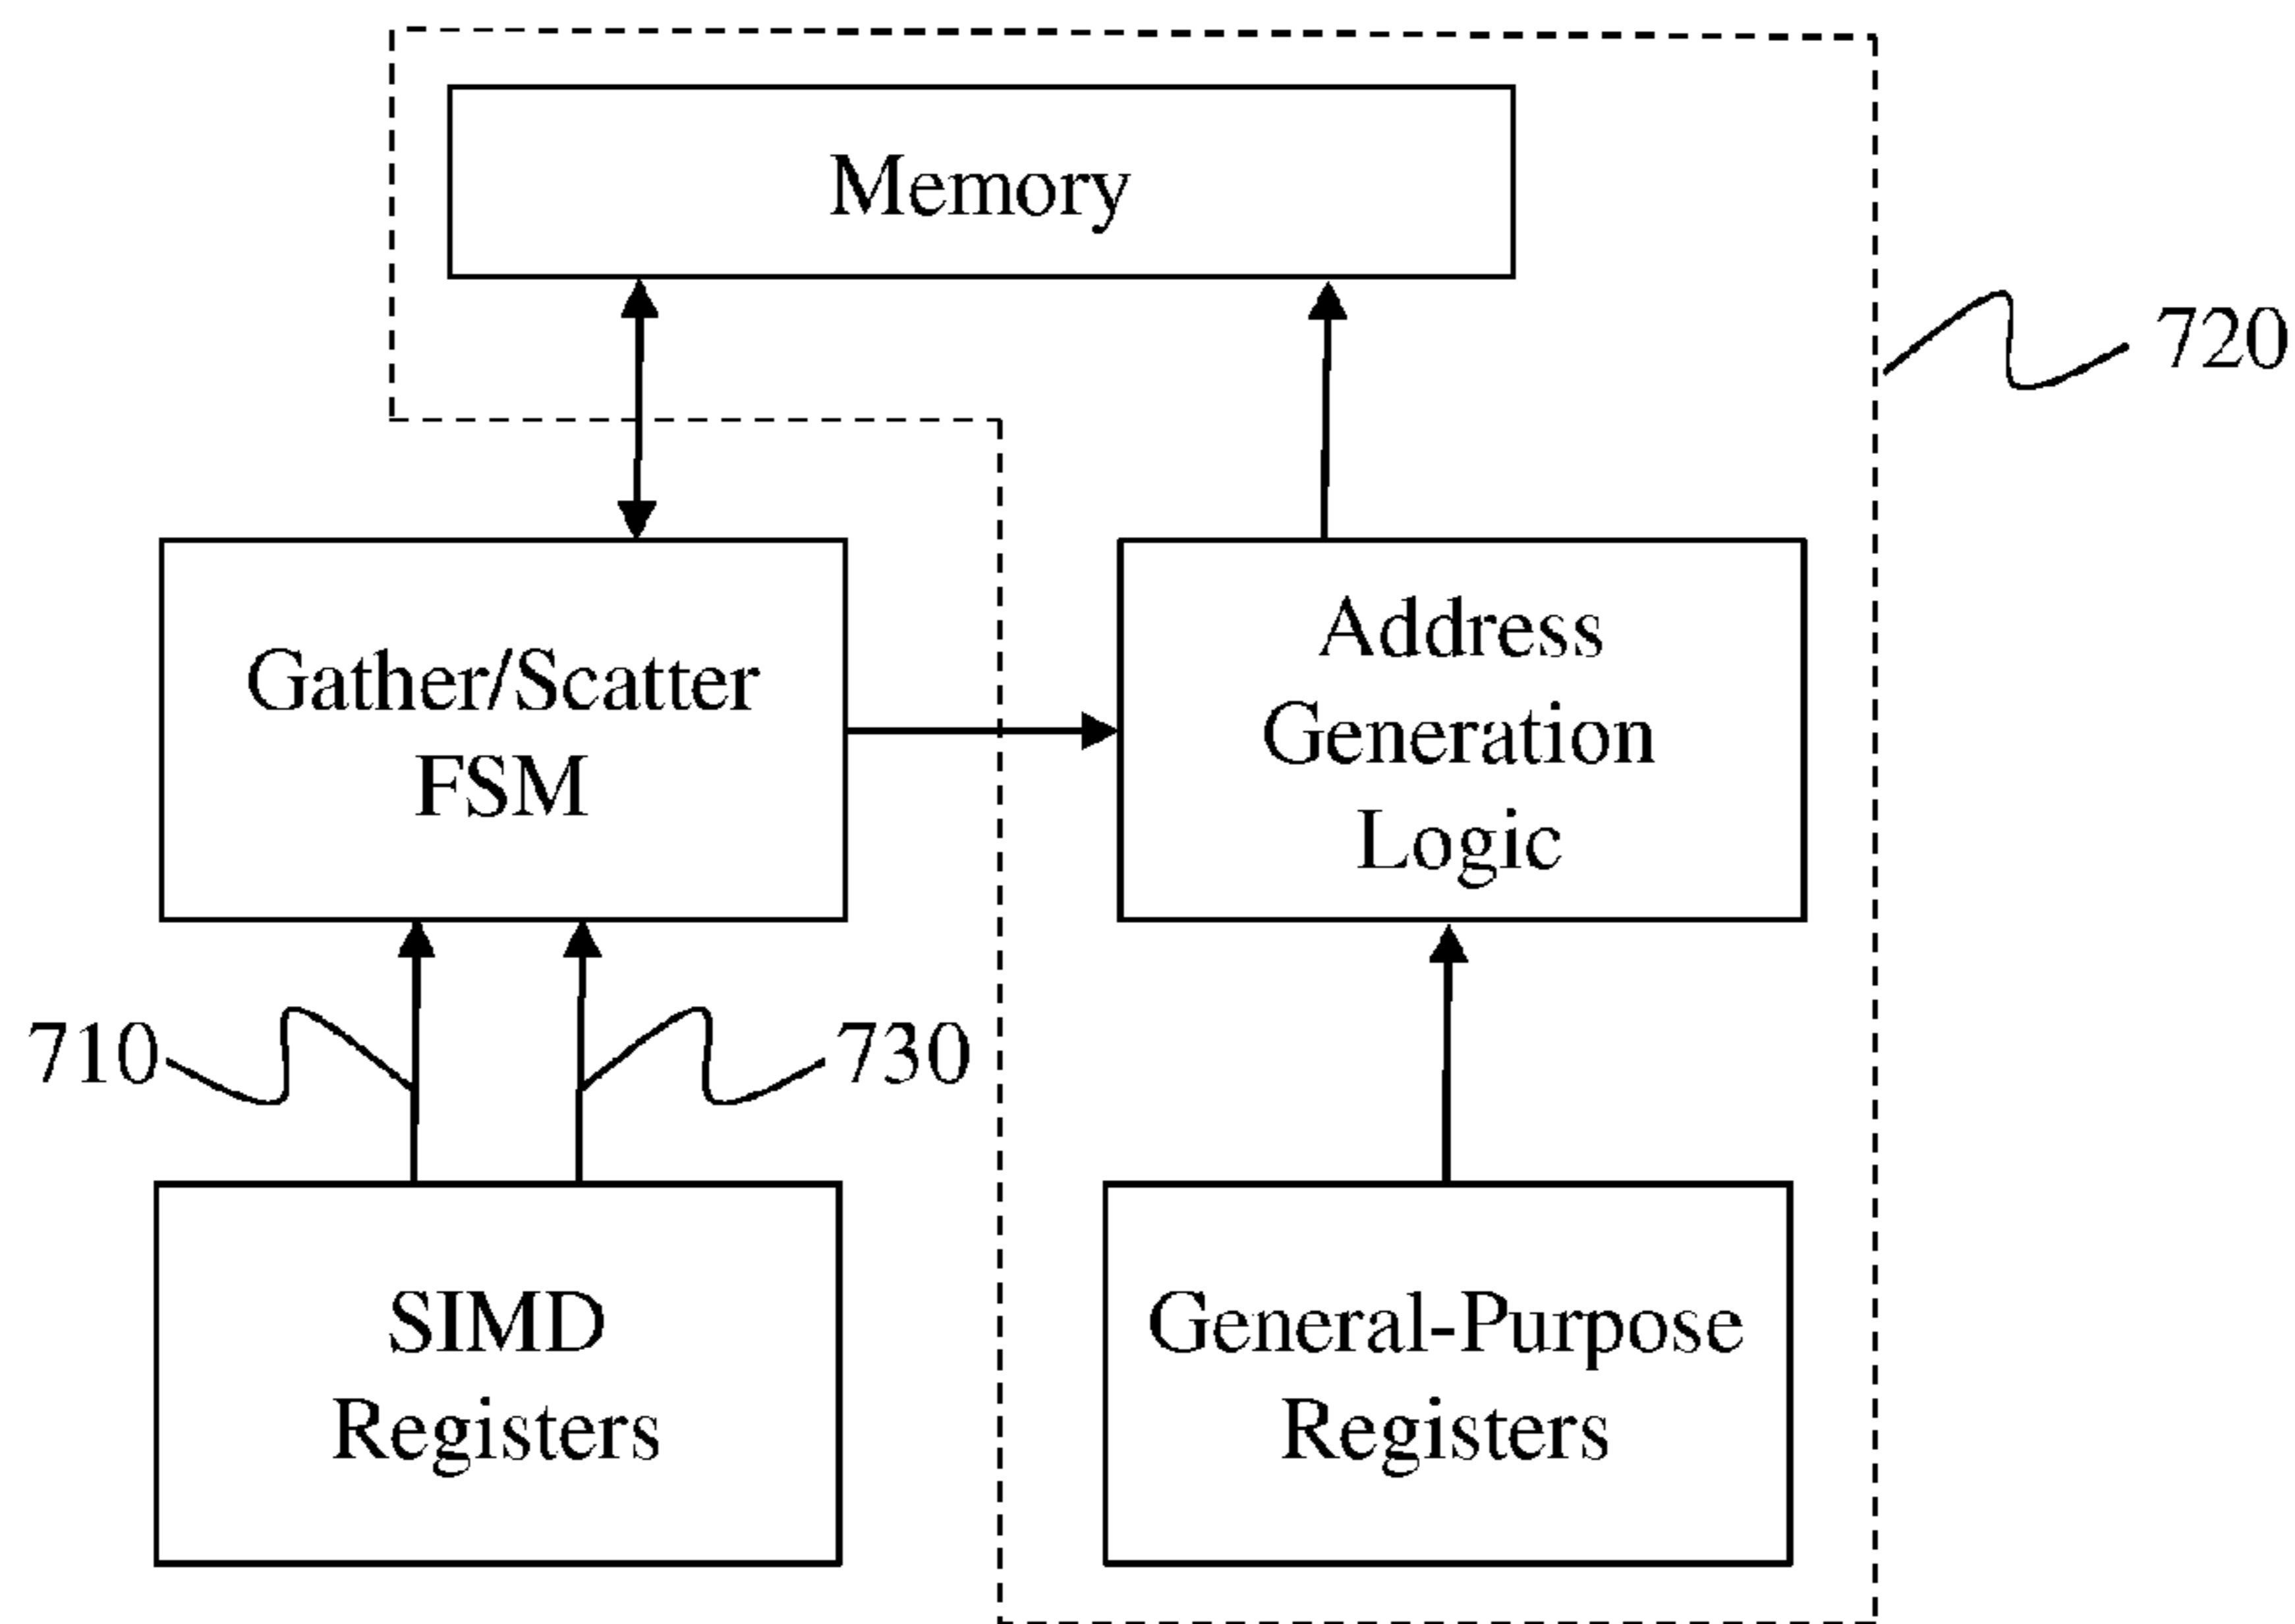 Memory
720
Gather/Scatter
FSM
Address
Generation
Logic
710
730
SIMD
Registers
General-Purpose
Registers